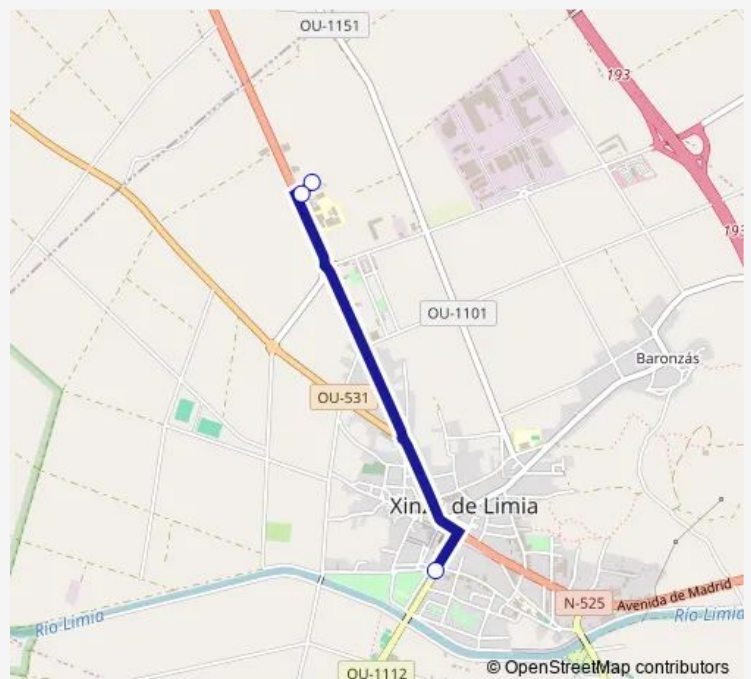 OU-1151
193
193
OU-1101
Baronzás
OU-531
de Limia
N-525
Avenida de Madrid
Río Limia
Río Limia
OU-1112
© OpenStreetMap contributors